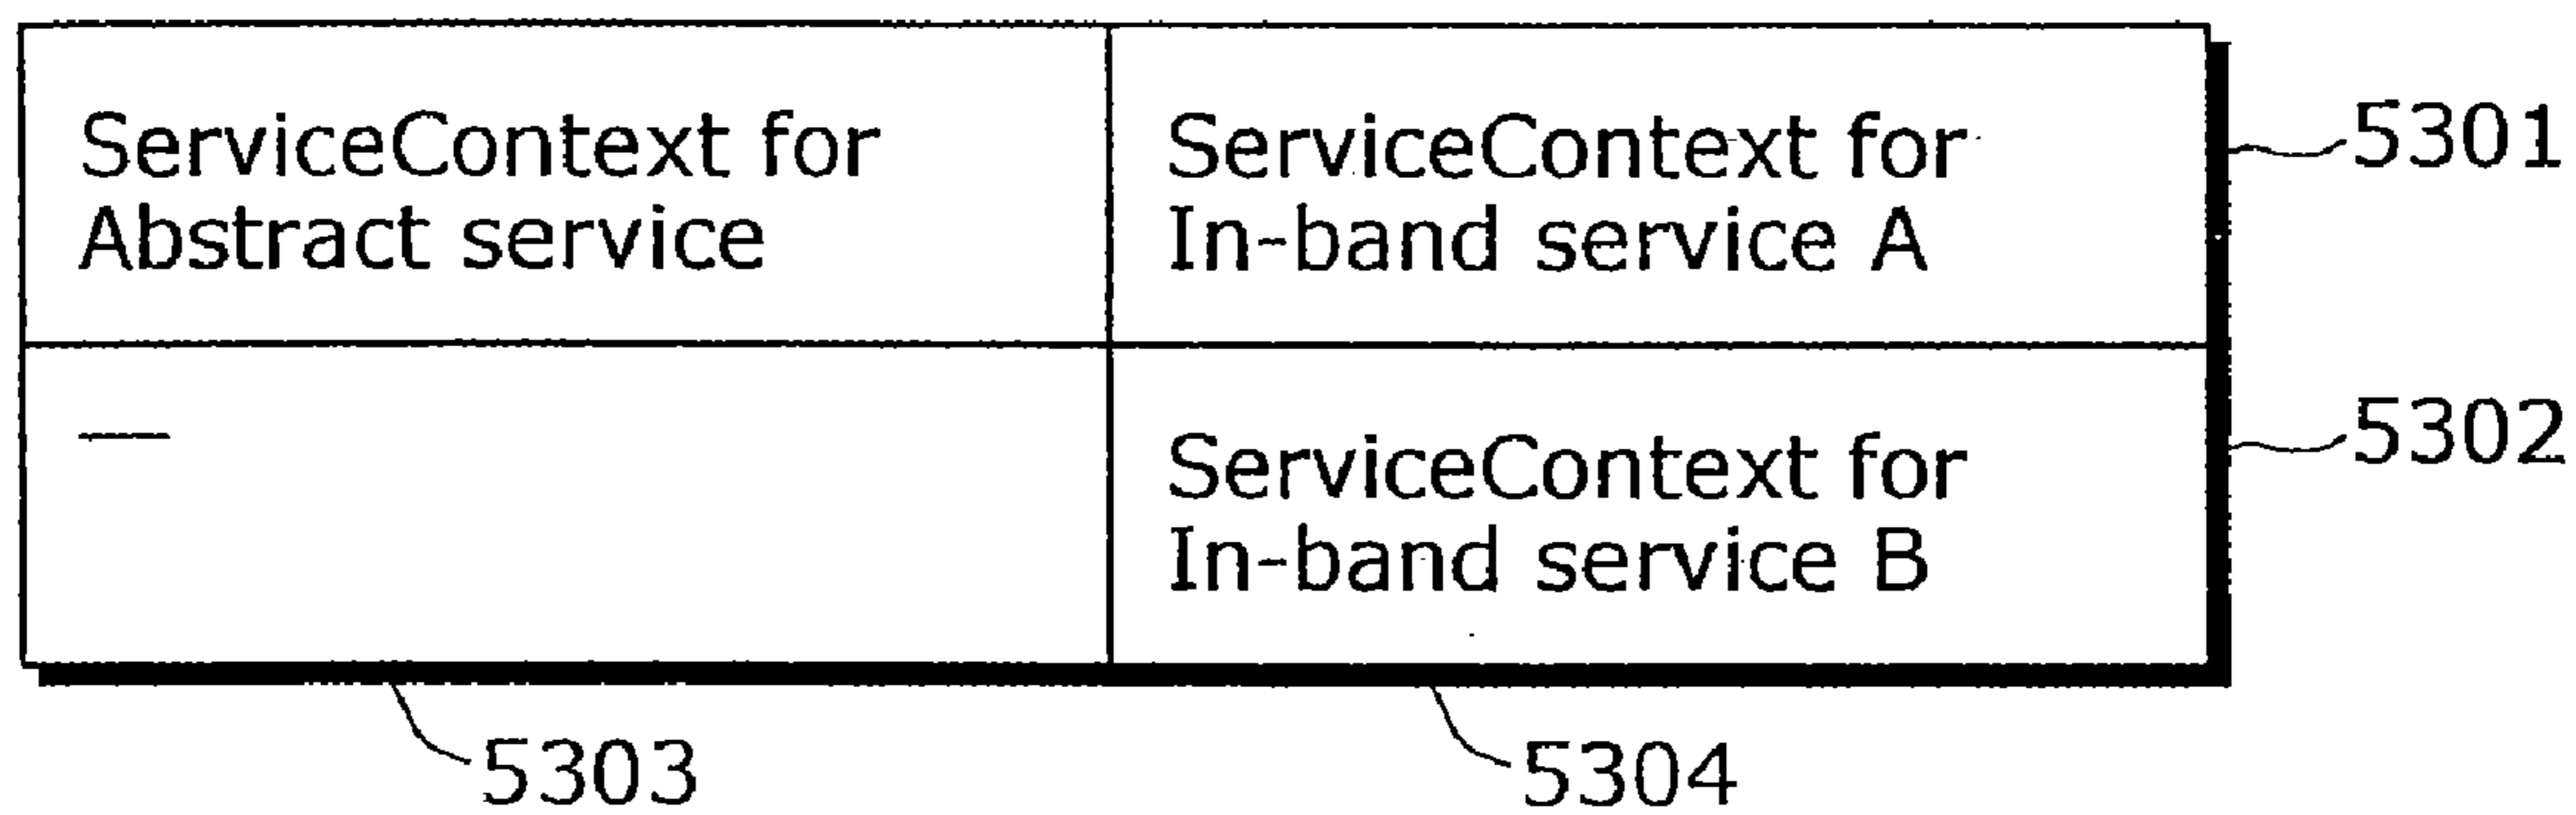 ServiceContext for
Abstract service
ServiceContext for
In-band service A
5301
—
ServiceContext for
In-band service B
5302
5303
5304